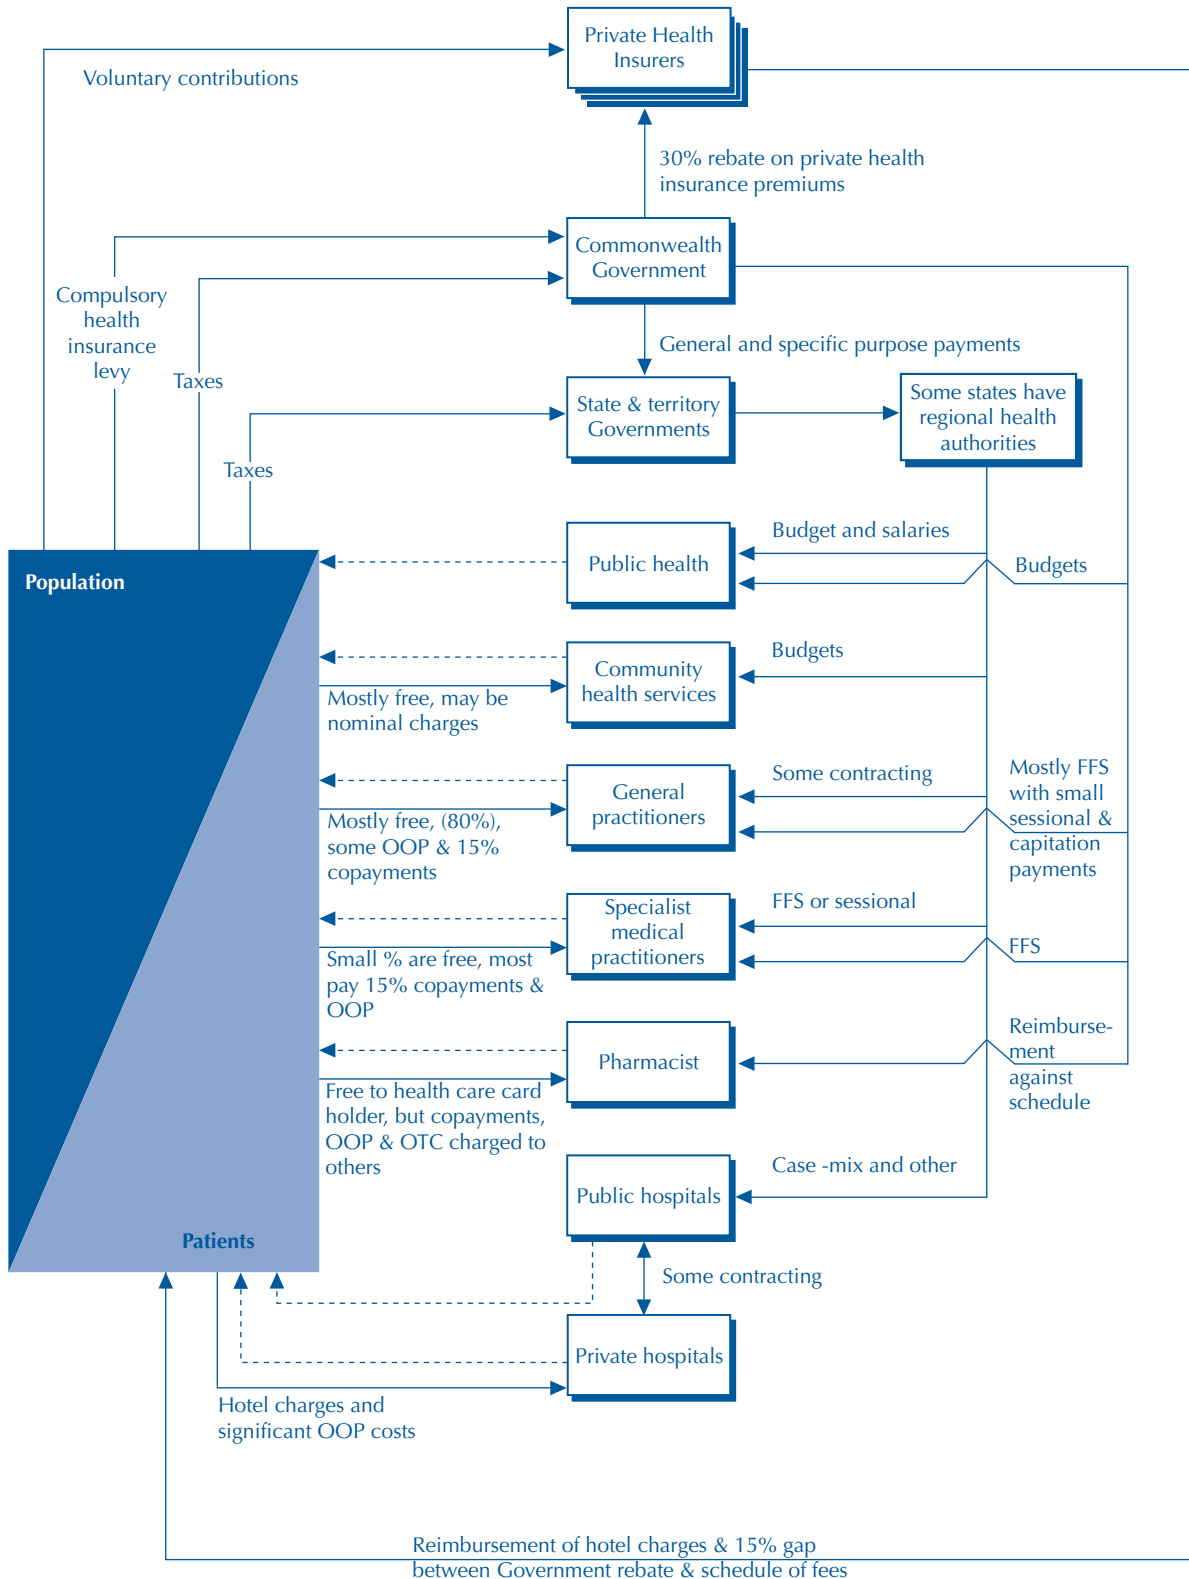 Private Health
Insurers
Voluntary contributions
30% rebate on private health
insurance premiums
Commonwealth
Government
Compulsory
health
insurance
levy
General and specific purpose payments
Taxes
State & territory
Governments
Some states have
regional health
authorities
Taxes
Budget and salaries
Public health
Budgets
Population
Budgets
Community
health services
Mostly free, may be
nominal charges
Some contracting
General
practitioners
Mostly FFS
with small
sessional &
capitation
payments
Mostly free, (80%),
some OOP & 15%
copayments
FFS or sessional
Specialist
medical
practitioners
FFS
Small % are free, most
pay 15% copayments &
OOP
Reimburse-
ment
against
schedule
Pharmacist
Free to health care card
holder, but copayments,
OOP & OTC charged to
others
Case -mix and other
Public hospitals
Patients
Some contracting
Private hospitals
Hotel charges and
significant OOP costs
Reimbursement of hotel charges & 15% gap
between Government rebate & schedule of fees